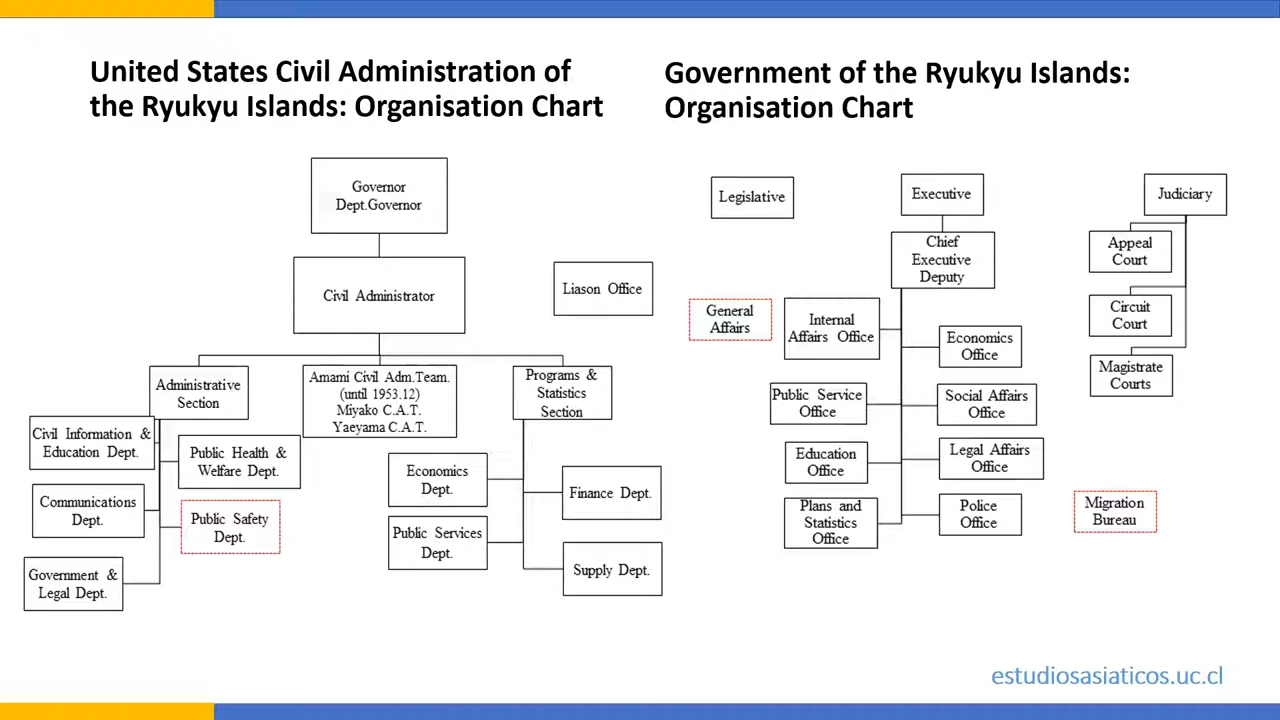 United States Civil Administration of
the Ryukyu Islands: Organisation Chart
Governor
Dept.Governor
Civil Administrator
Liason Office
Administrative
Section
Amami Civil Adm.Team.
(until 1953.12)
Miyako C.A.T.
Yaeyama C.A.T.
Programs &
Statistics
Section
Civil Information &
Education Dept.
Public Health &
Welfare Dept.
Communications
Dept.
Public Safety
Dept.
Government &
Legal Dept.
Economics
Dept.
Finance Dept.
Public Services
Dept.
Supply Dept.
Government of the Ryukyu Islands:
Organisation Chart
Legislative
Executive
Judiciary
Chief
Executive
Deputy
Appeal
Court
Circuit
Court
Magistrate
Courts
General
Affairs
Internal
Affairs Office
Economics
Office
Public Service
Office
Social Affairs
Office
Education
Office
Legal Affairs
Office
Plans and
Statistics
Office
Police
Office
Migration
Bureau
estudiosasiaticos.uc.cl